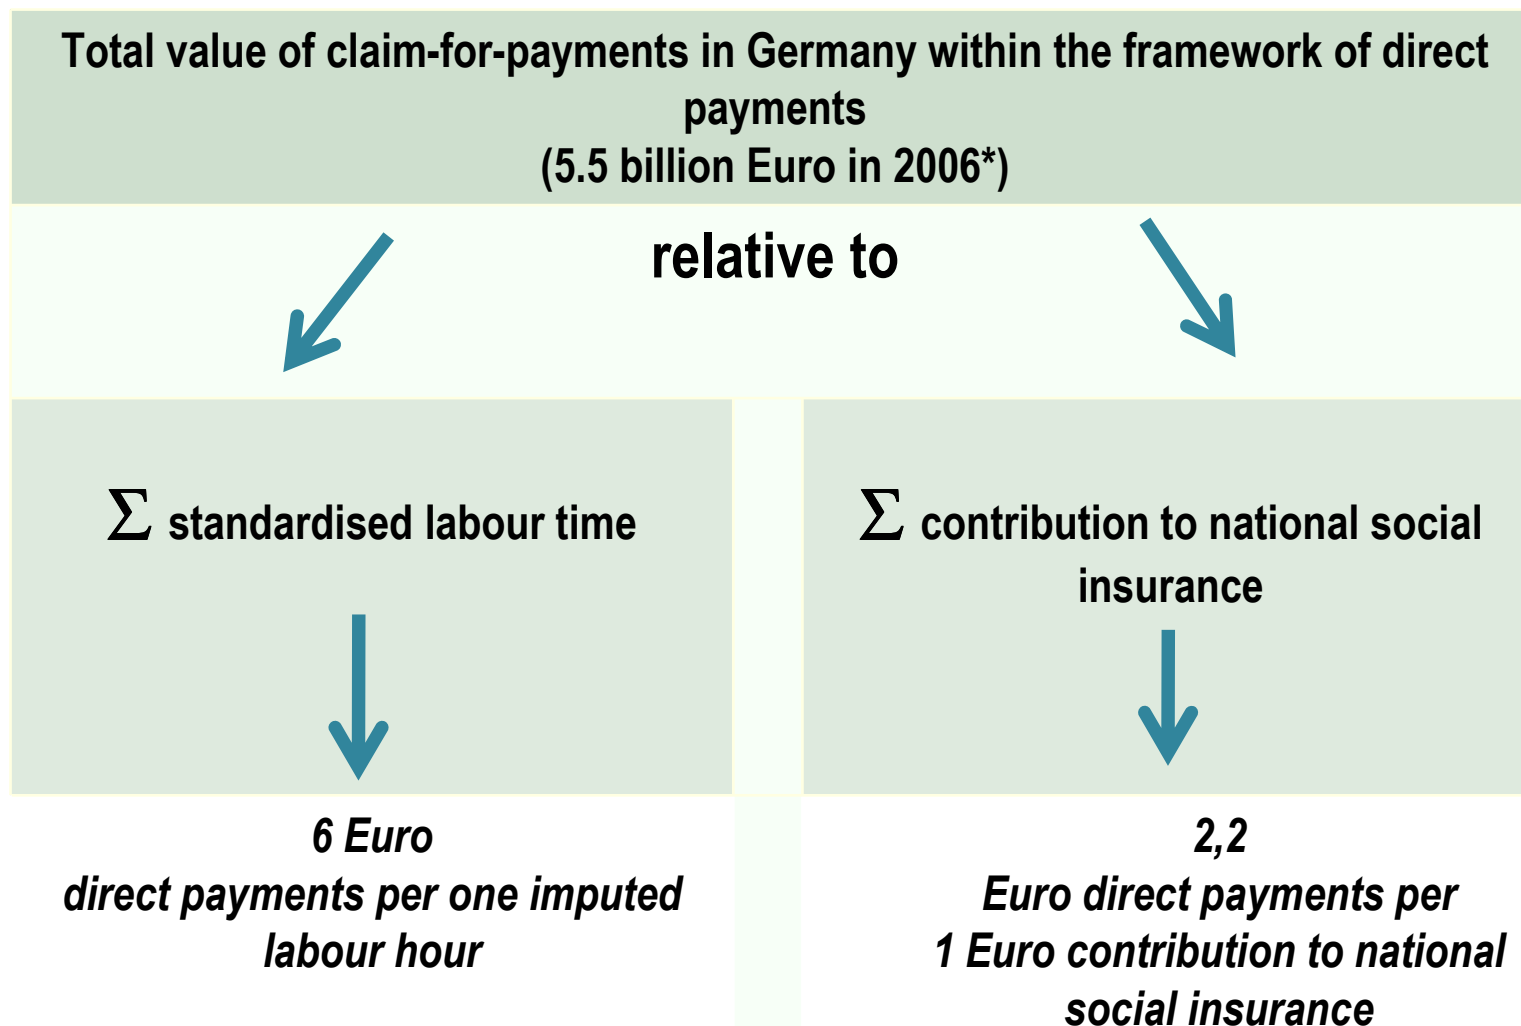 Total value of claim-for-payments in Germany within the framework of direct
payments
(5.5 billion Euro in 2006*)
relative to
Σ standardised labour time
Σ contribution to national social
insurance
6 Euro
direct payments per one imputed
labour hour
2,2
Euro direct payments per
1 Euro contribution to national
social insurance